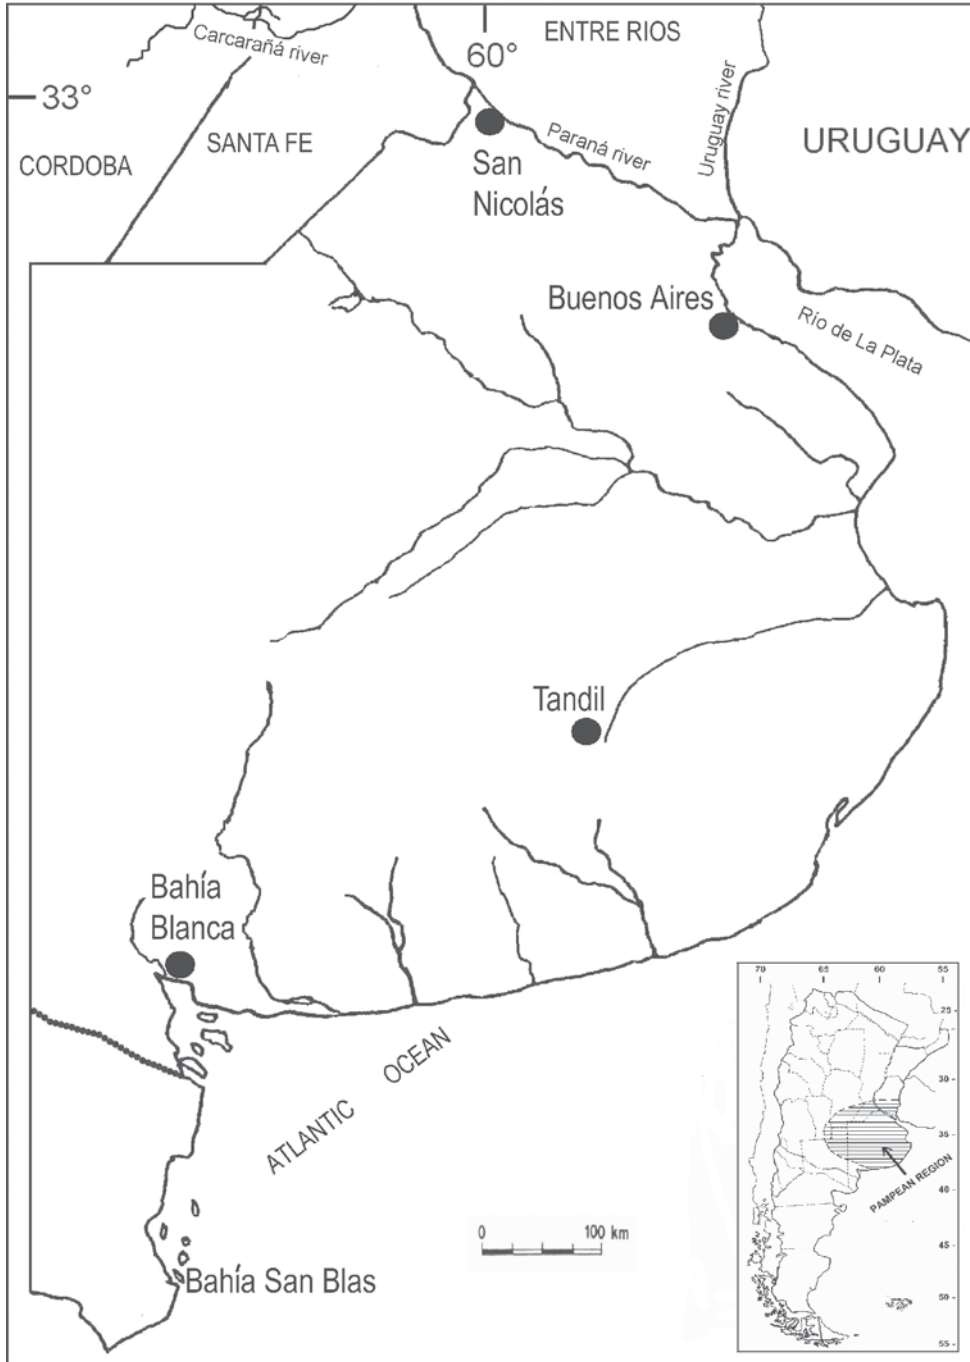 Carcarañá river
60°
ENTRE RIOS
33°
CORDOBA
SANTA FE
San
Nicolás
Paraná river
Uruguay river
URUGUAY
Buenos Aires
Río de La Plata
Tandil
Bahía
Blanca
ATLANTIC OCEAN
Bahía San Blas
0 100 km
70 65 60 55
25
30
35
40
45
50
55
PAMPEAN REGION